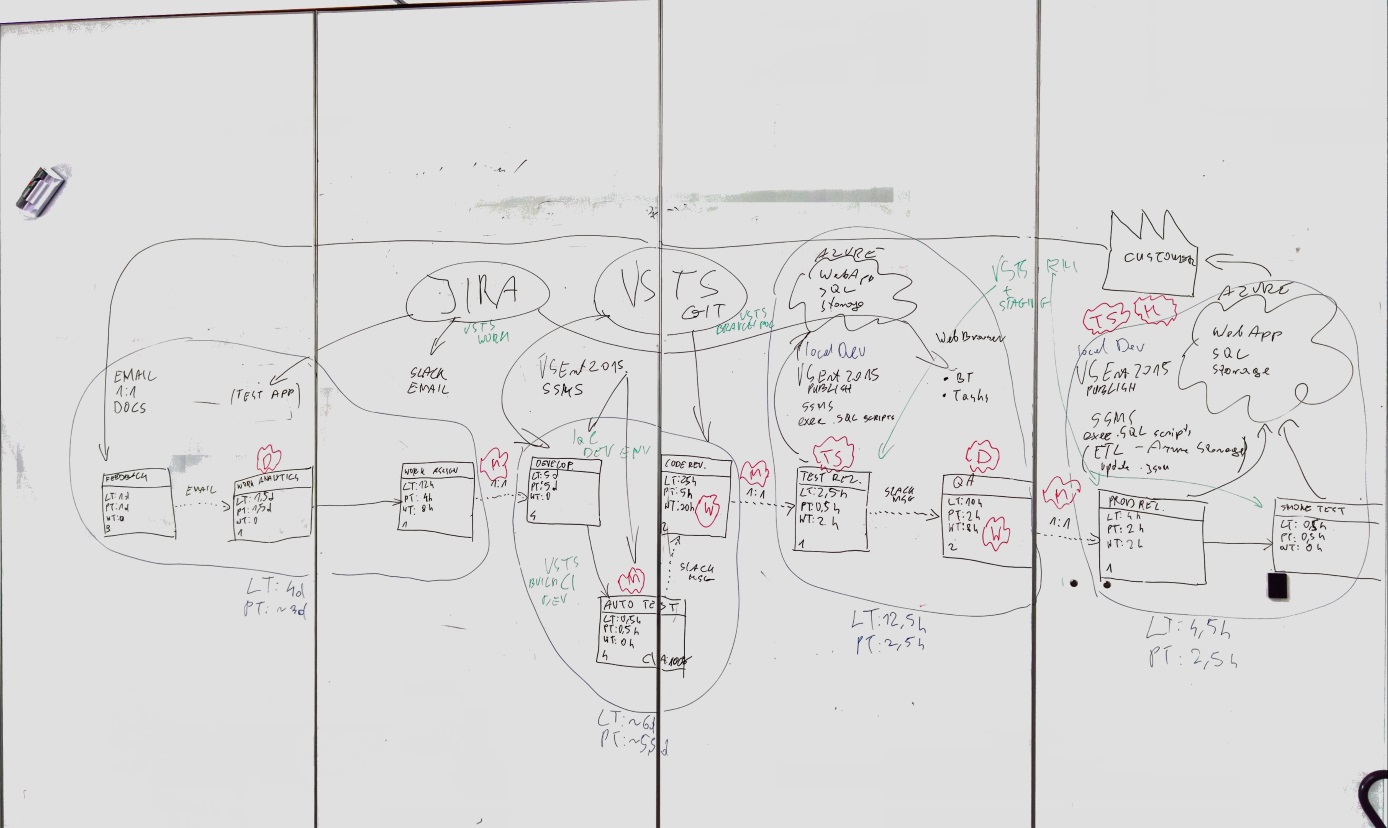 CUSTOMER
JIRA
VSTS
WORK
VSTS
GIT
VSTS
AZURE
WebApp
SQL
Storage
VSTS RM
+
STAGING
TS
H
AZURE
WebApp
SQL
Storage
EMAIL
1:1
DOCS
(TEST APP)
SLACK
EMAIL
VSEnt 2015
SSMS
IaC
DEV ENV
local Dev
VSEnt 2015
PUBLISH
SSMS
exec .SQL scripts
Web Browser
• BT
• Tasks
local Dev
VSEnt 2015
PUBLISH
SSMS
exec .SQL scripts
(ETL - Azure Storage)
update .json
FEEDBACK
LT: 1d
PT: 1d
WT: 0
3
EMAIL
D
WORK ANALYTICS
LT: 1,5d
PT: 1,5d
WT: 0
1
WORK ASSIGN
LT: 12h
PT: 4h
WT: 8h
1
M
1:1
DEVELOP
LT: 5d
PT: 5d
WT: 0
4
VSTS
BUILD CI
DEV
M
AUTO TEST
LT: 0,5h
PT: 0,5h
WT: 0h
4
SLACK
MSG
CODE REV.
LT: 25h
PT: 5h
WT: 20h
2
W
M
1:1
TS
TEST REL.
LT: 2,5h
PT: 0,5h
WT: 2h
1
SLACK
MSG
D
QA
LT: 10h
PT: 2h
WT: 8h
2
W
M
1:1
PROD REL.
LT: 4h
PT: 2h
WT: 2h
1
SMOKE TEST
LT: 0,5h
PT: 0,5h
WT: 0h
LT: 4d
PT: ~3d
LT: ~6d
PT: ~5,5d
LT: 12,5h
PT: 2,5h
LT: 4,5h
PT: 2,5h